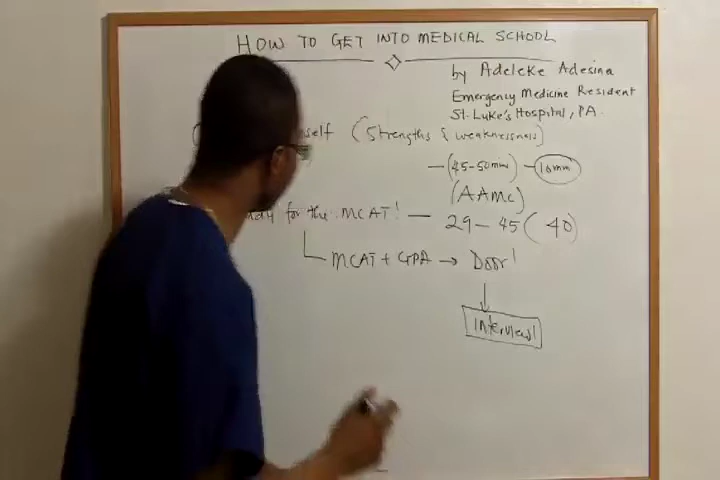 HOW TO GET INTO MEDICAL SCHOOL
by Adeleke Adesina
Emergency Medicine Resident
St. Luke's Hospital, PA.
self (Strengths & weaknessness)
— (45-50min) — 10min
(AAMC)
for the MCAT! — 29 – 45 ( 40)
MCAT + GPA → Door!
Interview!